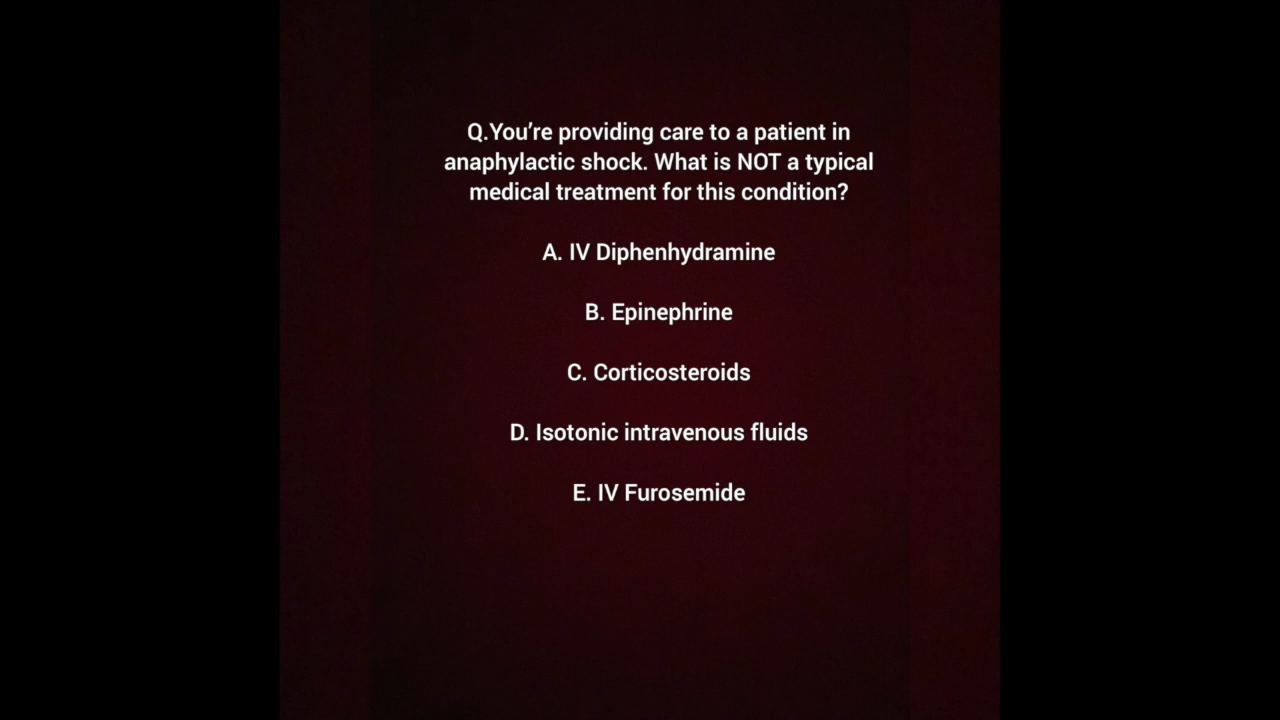 Q.You’re providing care to a patient in
anaphylactic shock. What is NOT a typical
medical treatment for this condition?
A. IV Diphenhydramine
B. Epinephrine
C. Corticosteroids
D. Isotonic intravenous fluids
E. IV Furosemide